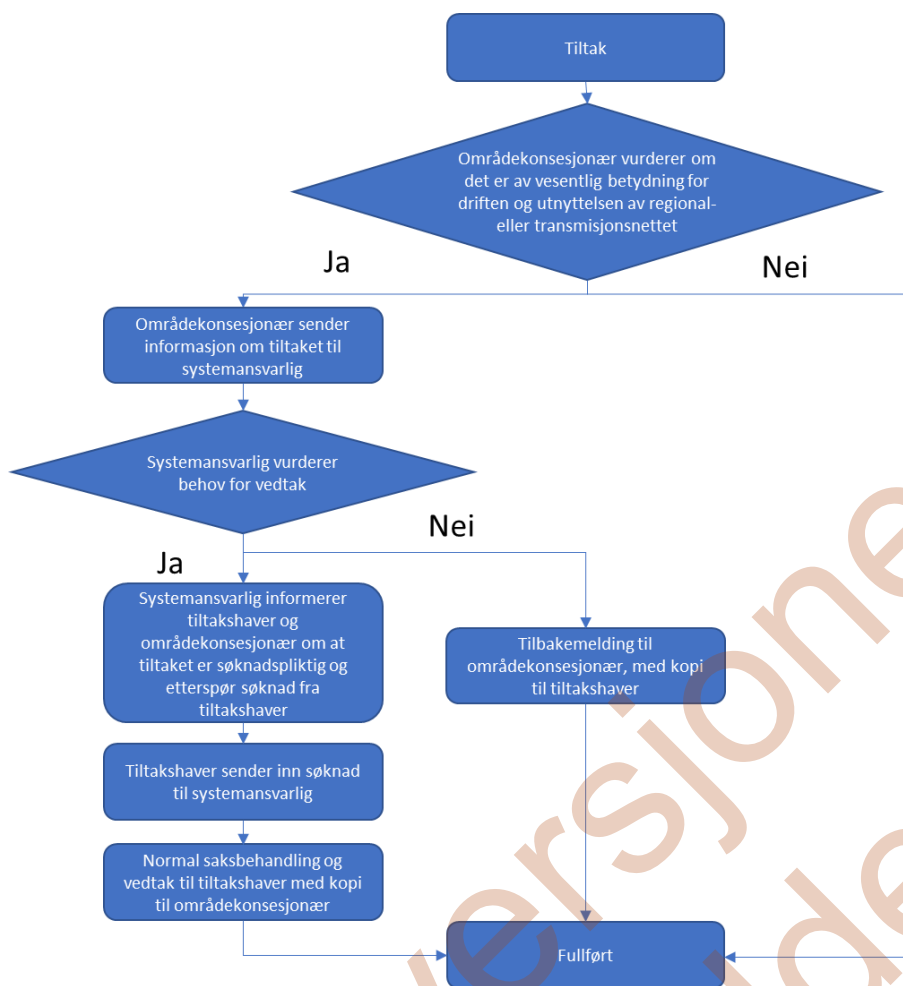 Tiltak
Områdekonsesjonær vurderer om
det er av vesentlig betydning for
driften og utnyttelsen av regional-
eller transmisjonsnettet
Ja
Nei
Områdekonsesjonær sender
informasjon om tiltaket til
systemansvarlig
Systemansvarlig vurderer
behov for vedtak
Nei
Ja
Systemansvarlig informerer
tiltakshaver og
områdekonsesjonær om at
tiltaket er søknadspliktig og
etterspør søknad fra
tiltakshaver
Tilbakemelding til
områdekonsesjonær, med kopi
til tiltakshaver
Tiltakshaver sender inn søknad
til systemansvarlig
Normal saksbehandling og
vedtak til tiltakshaver med kopi
til områdekonsesjonær
Fullført